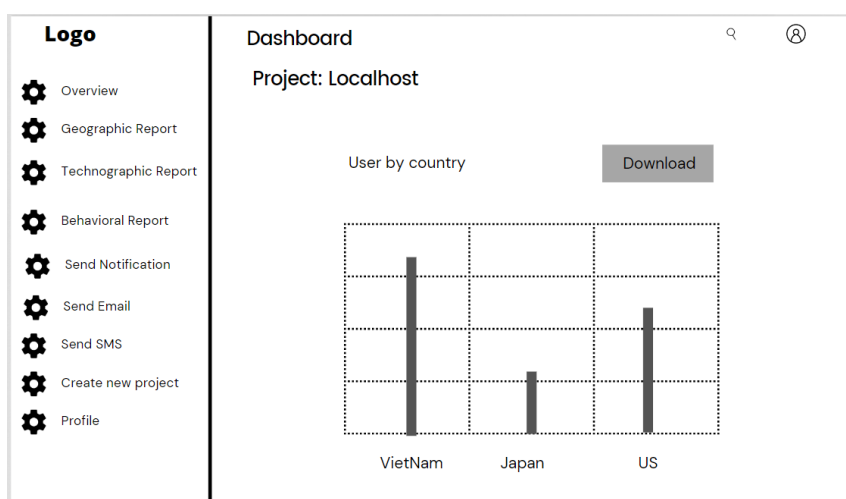 Logo
Overview
Geographic Report
Technographic Report
Behavioral Report
Send Notification
Send Email
Send SMS
Create new project
Profile
Dashboard
Project: Localhost
User by country
Download
VietNam
Japan
US